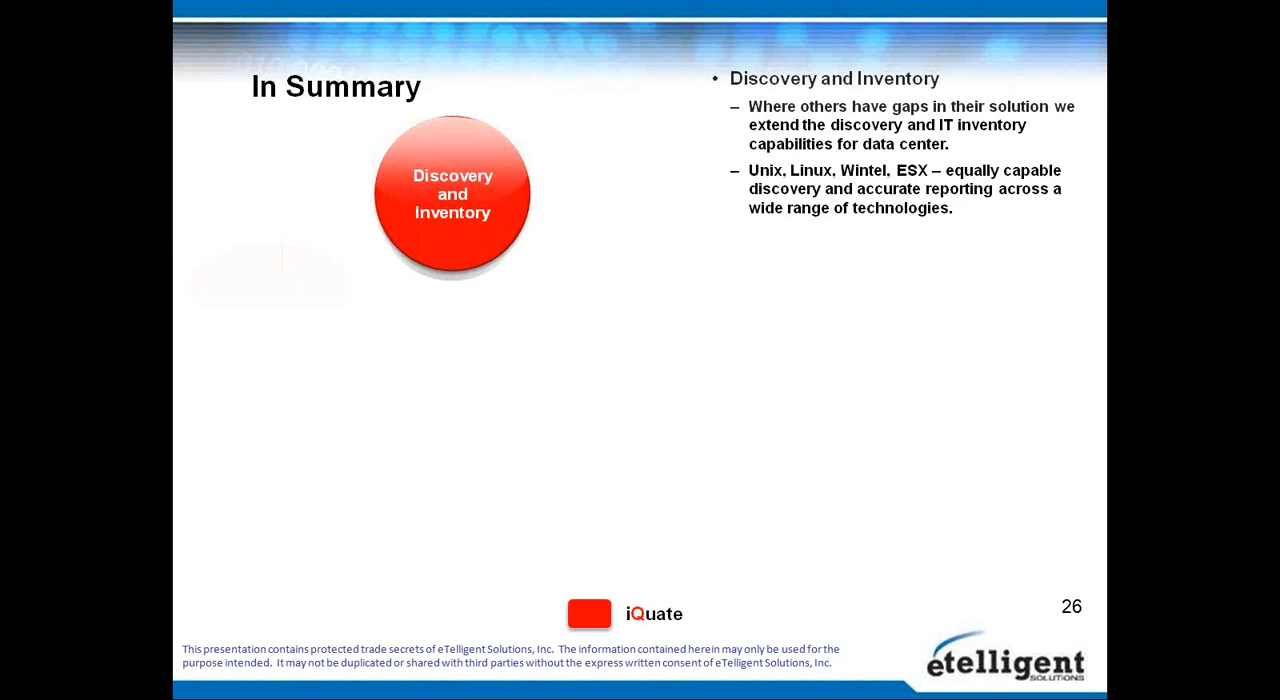 In Summary
Discovery
and
Inventory
• Discovery and Inventory
– Where others have gaps in their solution we
extend the discovery and IT inventory
capabilities for data center.
– Unix, Linux, Wintel, ESX – equally capable
discovery and accurate reporting across a
wide range of technologies.
iQuate
26
This presentation contains protected trade secrets of eTelligent Solutions, Inc. The information contained herein may only be used for the
purpose intended. It may not be duplicated or shared with third parties without the express written consent of eTelligent Solutions, Inc.
etelligent
SOLUTIONS